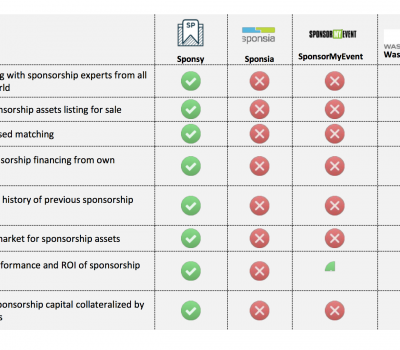 SP
sponsia
SPONSORMYEVENT
WAS
Sponsy
Sponsia
SponsorMyEvent
Was
g with sponsorship experts from all
rld
nsorship assets listing for sale
sed matching
sorship financing from own
history of previous sponsorship
market for sponsorship assets
formance and ROI of sponsorship
ponsorship capital collateralized by
s